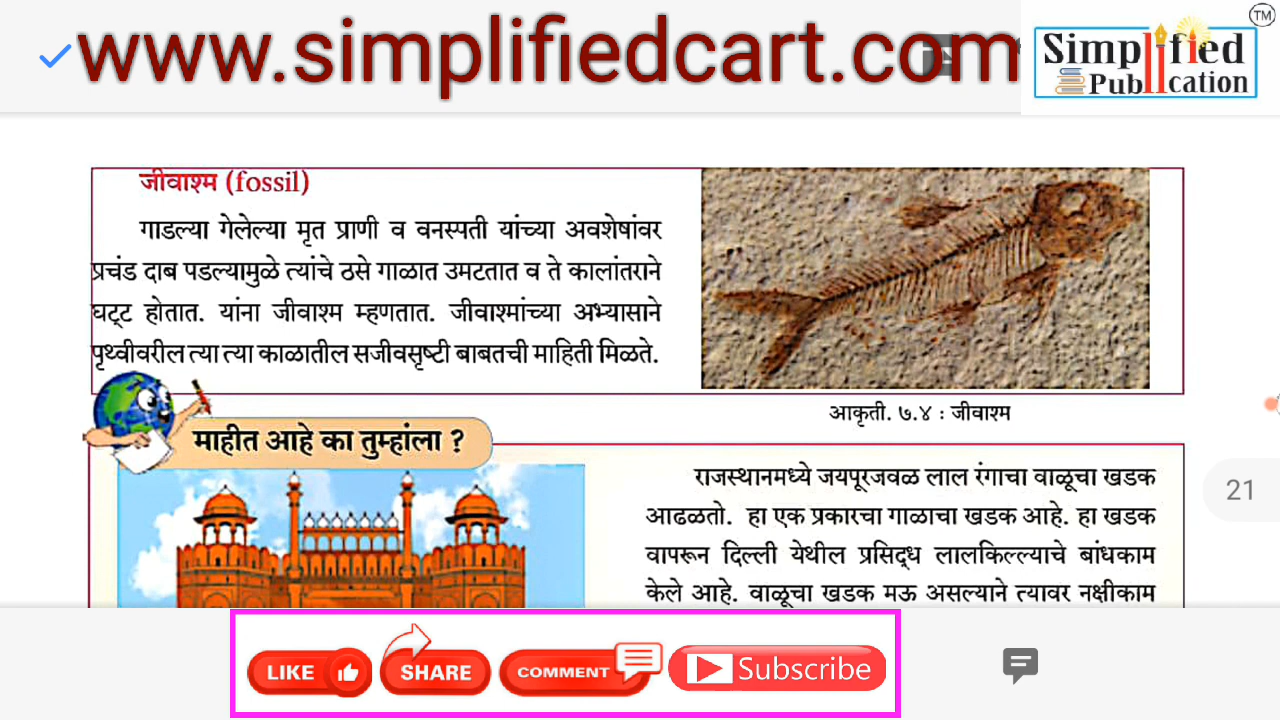 www.simplifiedcart.com
TM
Simplified
Publication
जीवाश्म (fossil)
गाडल्या गेलेल्या मृत प्राणी व वनस्पती यांच्या अवशेषांवर
प्रचंड दाब पडल्यामुळे त्यांचे ठसे गाळात उमटतात व ते कालांतराने
घट्ट होतात. यांना जीवाश्म म्हणतात. जीवाश्मांच्या अभ्यासाने
पृथ्वीवरील त्या त्या काळातील सजीवसृष्टी बाबतची माहिती मिळते.
आकृती. ७.४ : जीवाश्म
माहीत आहे का तुम्हांला ?
राजस्थानमध्ये जयपूरजवळ लाल रंगाचा वाळूचा खडक
आढळतो. हा एक प्रकारचा गाळाचा खडक आहे. हा खडक
वापरून दिल्ली येथील प्रसिद्ध लालकिल्ल्याचे बांधकाम
केले आहे. वाळूचा खडक मऊ असल्याने त्यावर नक्षीकाम
21
LIKE
SHARE
COMMENT
Subscribe